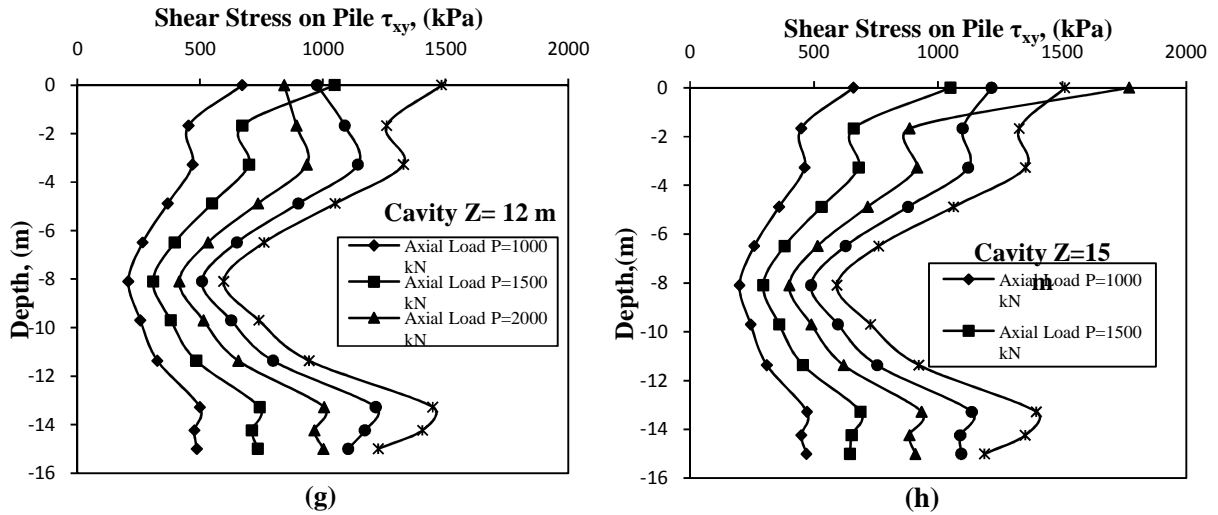 Shear Stress on Pile τxy, (kPa)
0 500 1000 1500 2000
0
-2
-4
-6
-8
-10
-12
-14
-16
Depth, (m)
Cavity Z= 12 m
Axial Load P=1000
kN
Axial Load P=1500
kN
Axial Load P=2000
kN
(g)
Shear Stress on Pile τxy, (kPa)
0 500 1000 1500 2000
0
-2
-4
-6
-8
-10
-12
-14
-16
Depth,(m)
Cavity Z=15
m
Axial Load P=1000
kN
Axial Load P=1500
kN
(h)